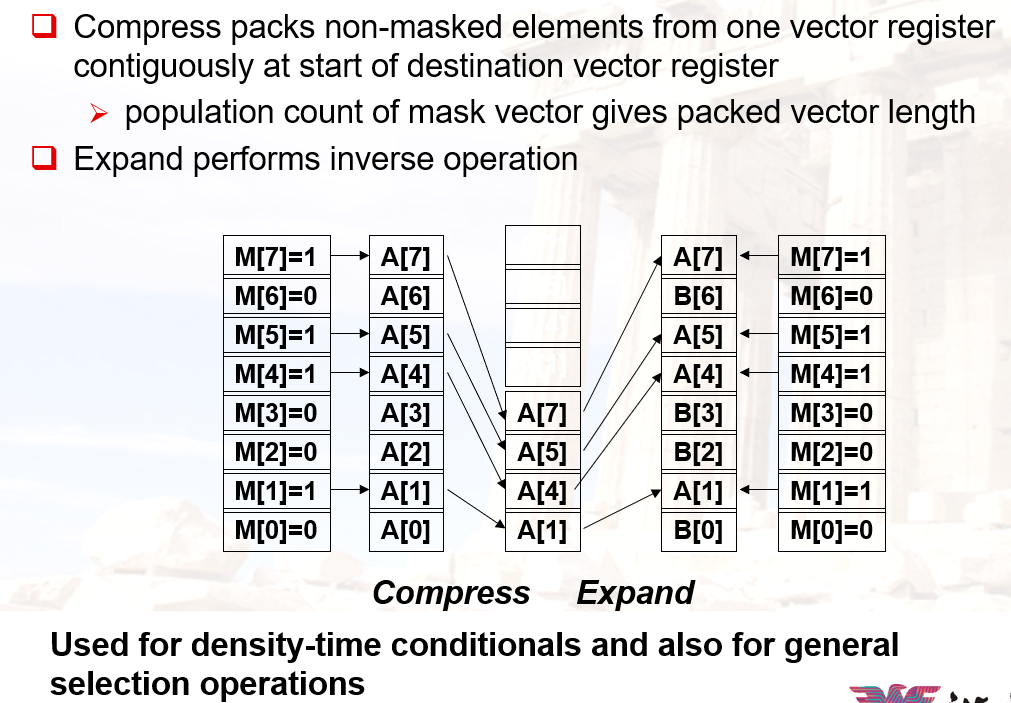 Compress packs non-masked elements from one vector register
contiguously at start of destination vector register
population count of mask vector gives packed vector length
Expand performs inverse operation
M[7]=1 A[7] A[7] M[7]=1
M[6]=0 A[6] B[6] M[6]=0
M[5]=1 A[5] A[5] M[5]=1
M[4]=1 A[4] A[4] M[4]=1
M[3]=0 A[3] A[7] B[3] M[3]=0
M[2]=0 A[2] A[5] B[2] M[2]=0
M[1]=1 A[1] A[4] A[1] M[1]=1
M[0]=0 A[0] A[1] B[0] M[0]=0
Compress Expand
Used for density-time conditionals and also for general
selection operations